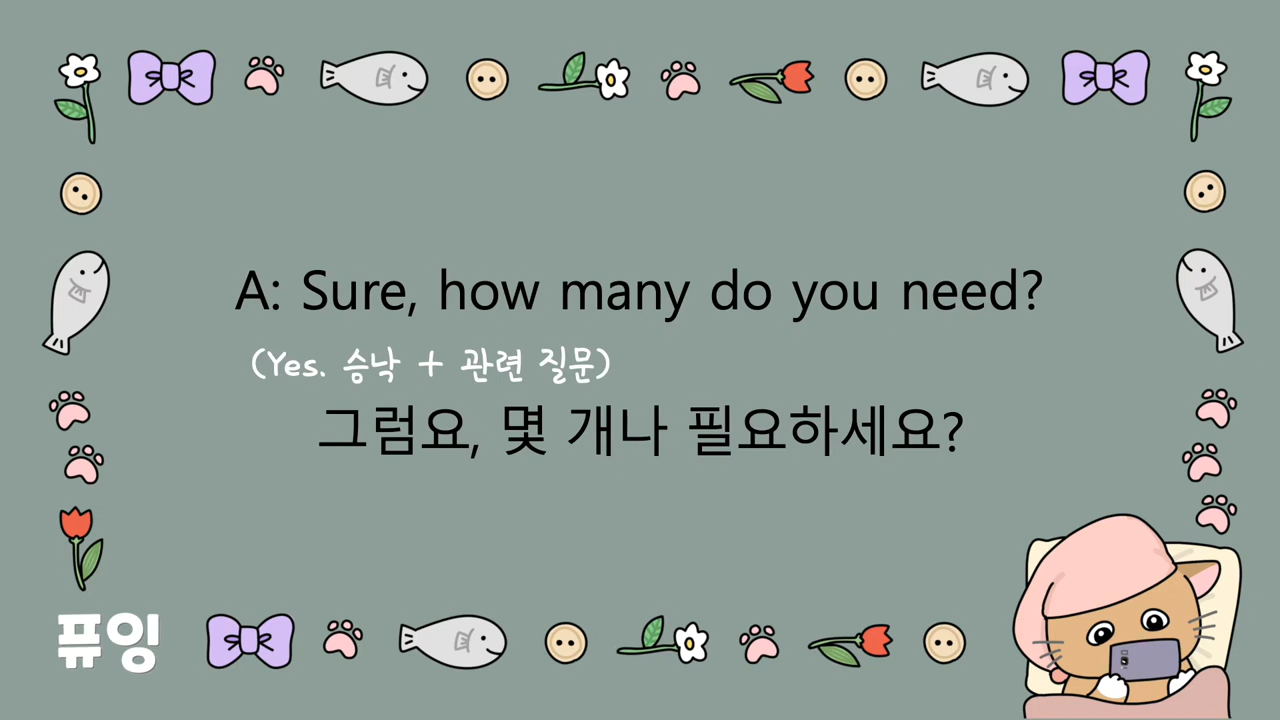 A: Sure, how many do you need?
(Yes. 승낙 + 관련 질문)
그럼요, 몇 개나 필요하세요?
퓨잉